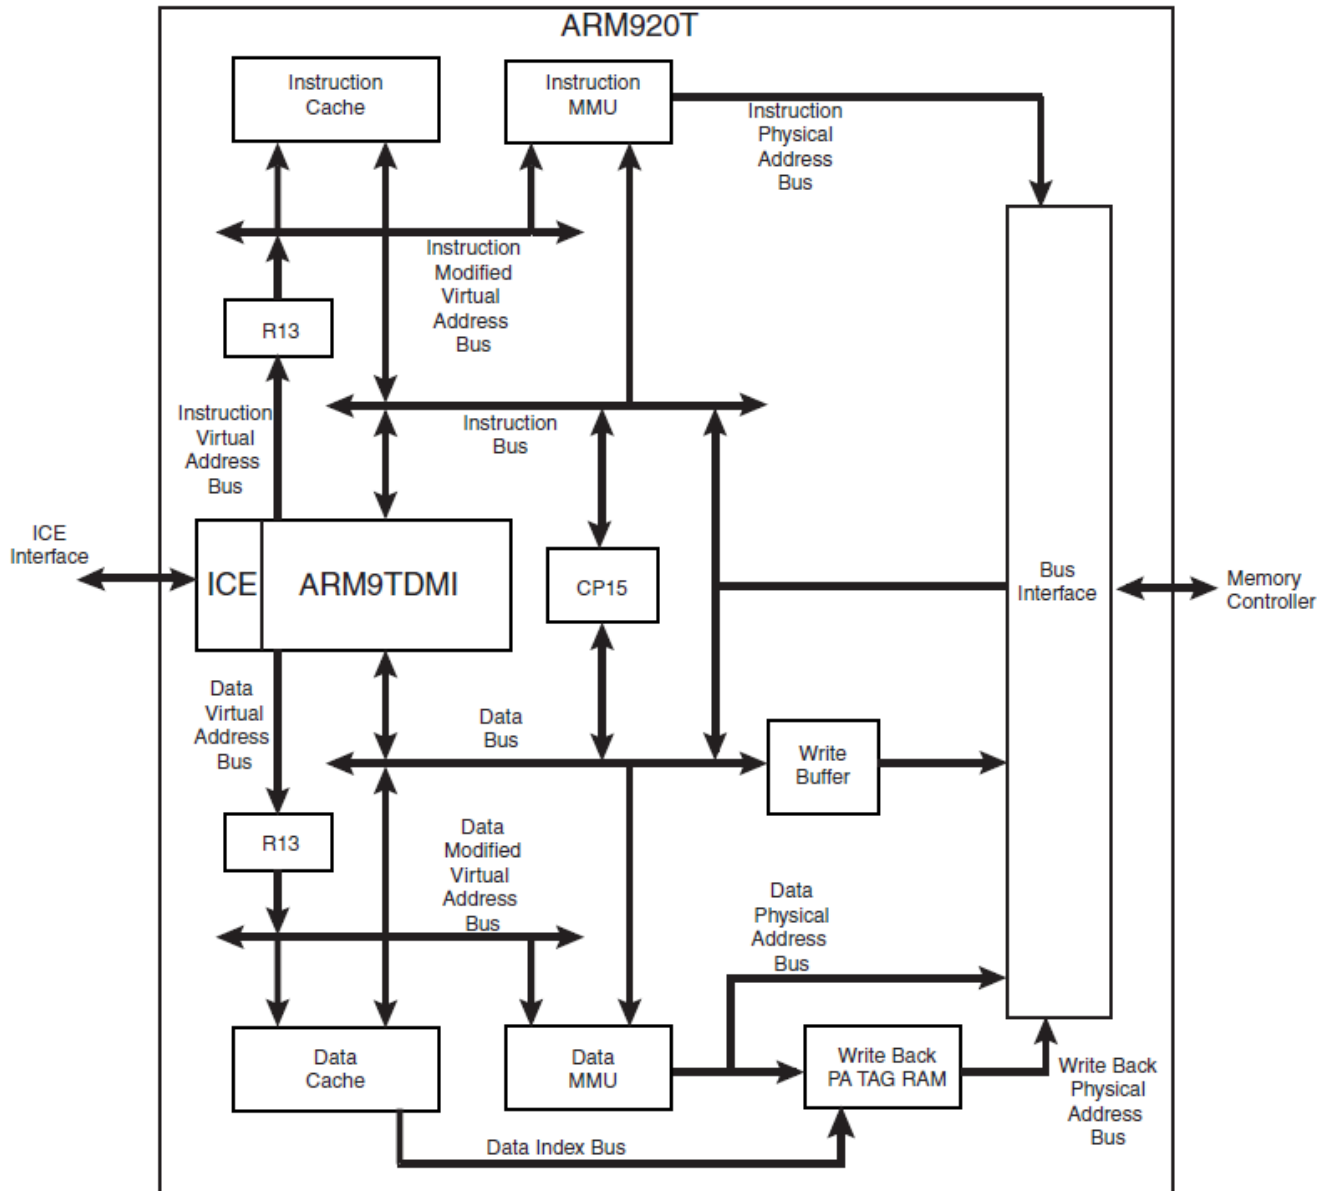 ARM920T
Instruction
Cache
Instruction
MMU
Instruction
Physical
Address
Bus
Instruction
Modified
Virtual
Address
Bus
R13
Instruction
Virtual
Address
Bus
Instruction
Bus
ICE
Interface
ICE
ARM9TDMI
CP15
Bus
Interface
Memory
Controller
Data
Virtual
Address
Bus
Data
Bus
Write
Buffer
R13
Data
Modified
Virtual
Address
Bus
Data
Physical
Address
Bus
Data
Cache
Data
MMU
Write Back
PA TAG RAM
Write Back
Physical
Address
Bus
Data Index Bus